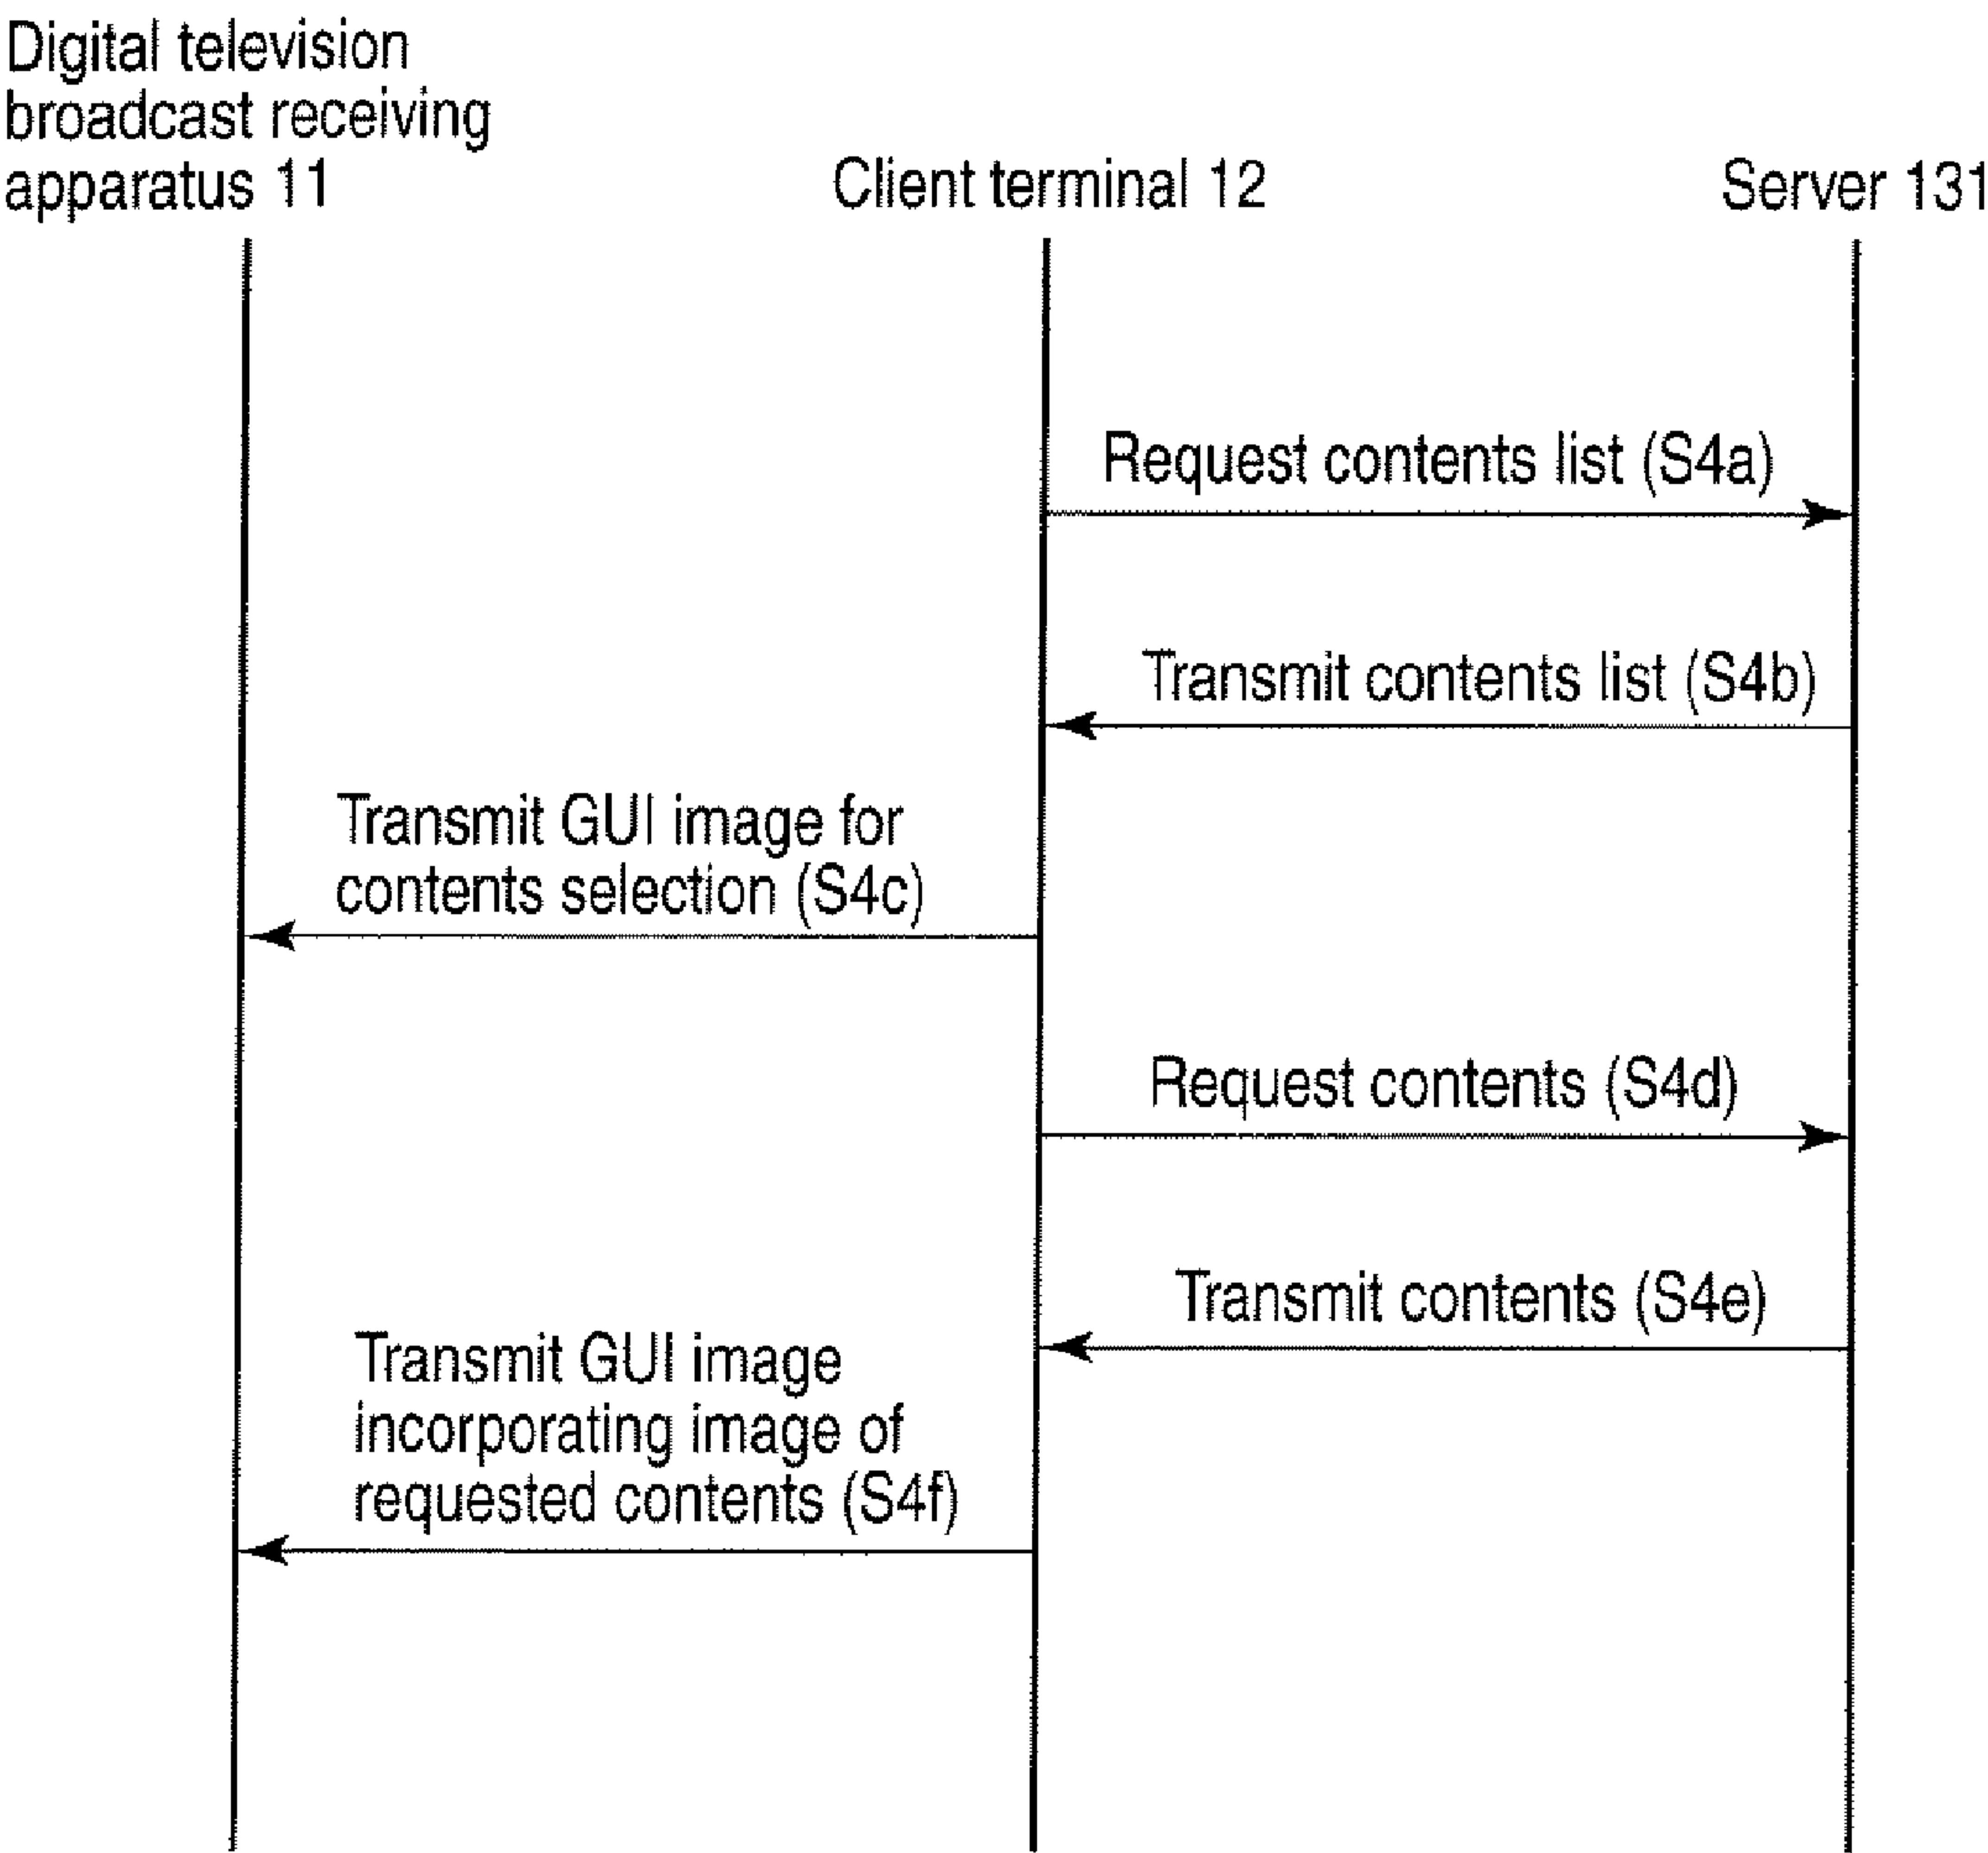 Digital television
broadcast receiving
apparatus 11
Client terminal 12
Server 131
Request contents list (S4a)
Transmit contents list (S4b)
Transmit GUI image for
contents selection (S4c)
Request contents (S4d)
Transmit contents (S4e)
Transmit GUI image
incorporating image of
requested contents (S4f)